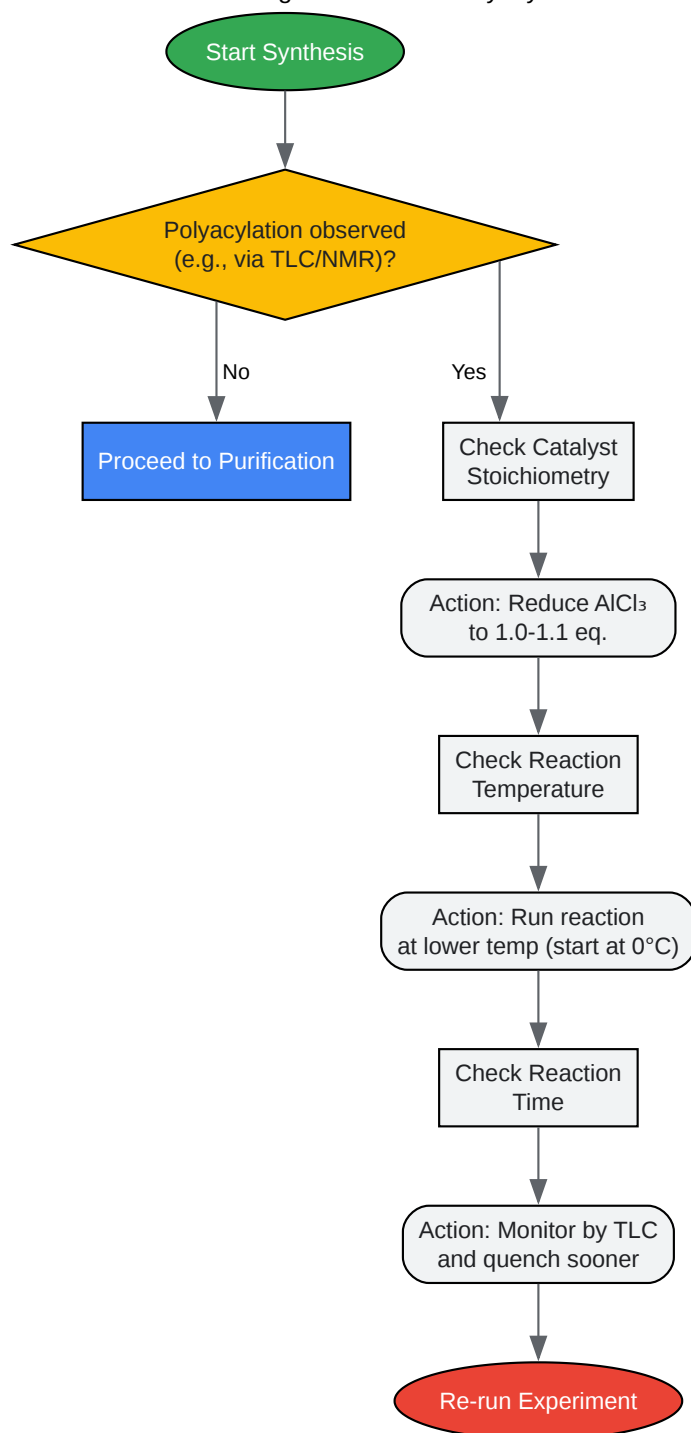 Start Synthesis
Polyacylation observed
(e.g., via TLC/NMR)?
No
Yes
Proceed to Purification
Check Catalyst
Stoichiometry
Action: Reduce AlCl₃
to 1.0-1.1 eq.
Check Reaction
Temperature
Action: Run reaction
at lower temp (start at 0°C)
Check Reaction
Time
Action: Monitor by TLC
and quench sooner
Re-run Experiment